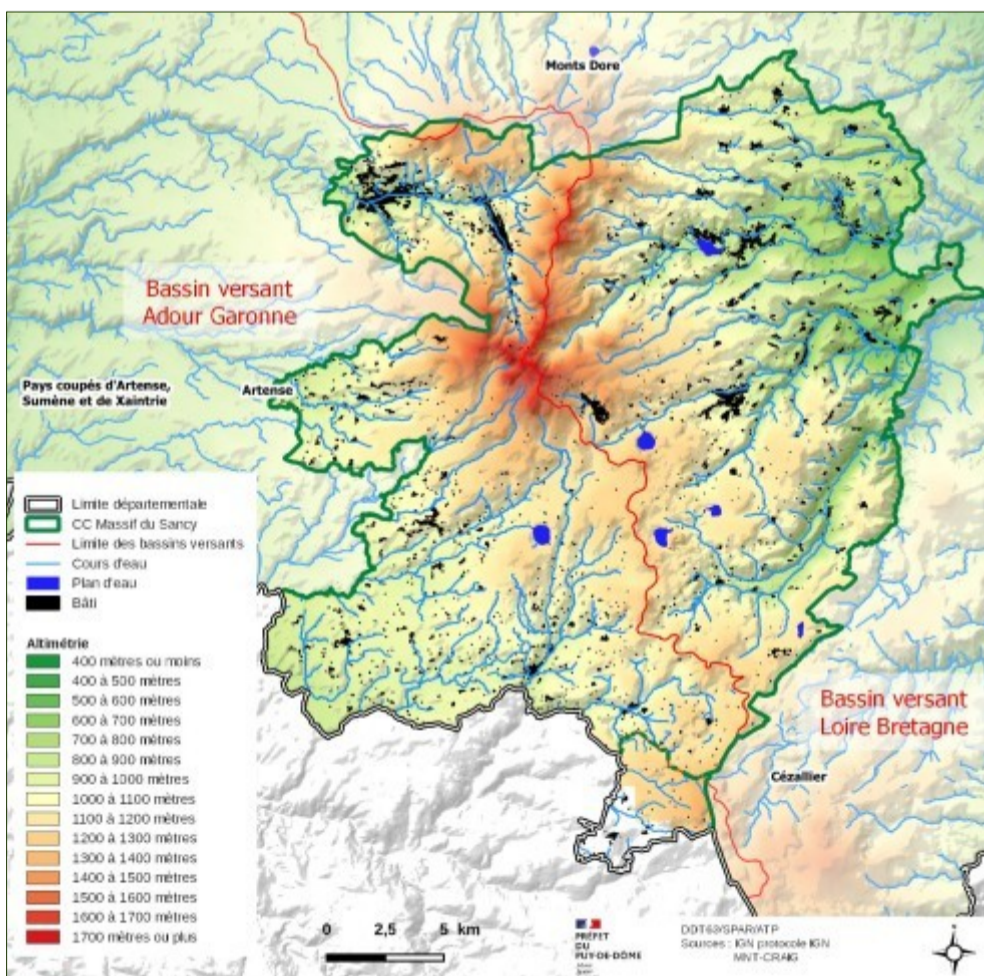 Monts Dore
Bassin versant
Adour Garonne
Pays coupés d'Artense,
Sumène et de Xaintrie
Artense
Limite départementale
CC Massif du Sancy
Limite des bassins versants
Cours d'eau
Plan d'eau
Bâti
Altimétrie
400 mètres ou moins
400 à 500 mètres
500 à 600 mètres
600 à 700 mètres
700 à 800 mètres
800 à 900 mètres
900 à 1000 mètres
1000 à 1100 mètres
1100 à 1200 mètres
1200 à 1300 mètres
1300 à 1400 mètres
1400 à 1500 mètres
1500 à 1600 mètres
1600 à 1700 mètres
1700 mètres ou plus
Bassin versant
Loire Bretagne
Cézallier
0 2,5 5 km
PRÉFET
DU
PUY-DE-DÔME
DDT63/SPAR/ATP
Sources : IGN protocole IGN
MNT-CRAIG